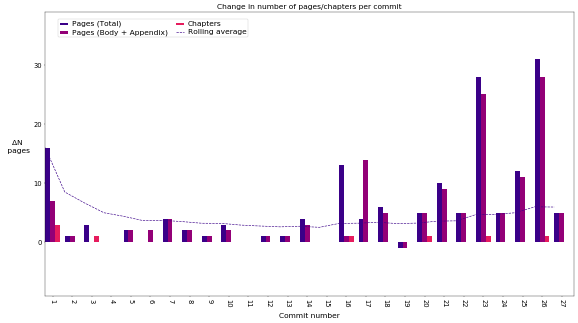 Change in number of pages/chapters per commit
Pages (Total)
Pages (Body + Appendix)
Chapters
Rolling average
30
20
10
0
ΔN
pages
1 2 3 4 5 6 7 8 9 10 11 12 13 14 15 16 17 18 19 20 21 22 23 24 25 26 27
Commit number